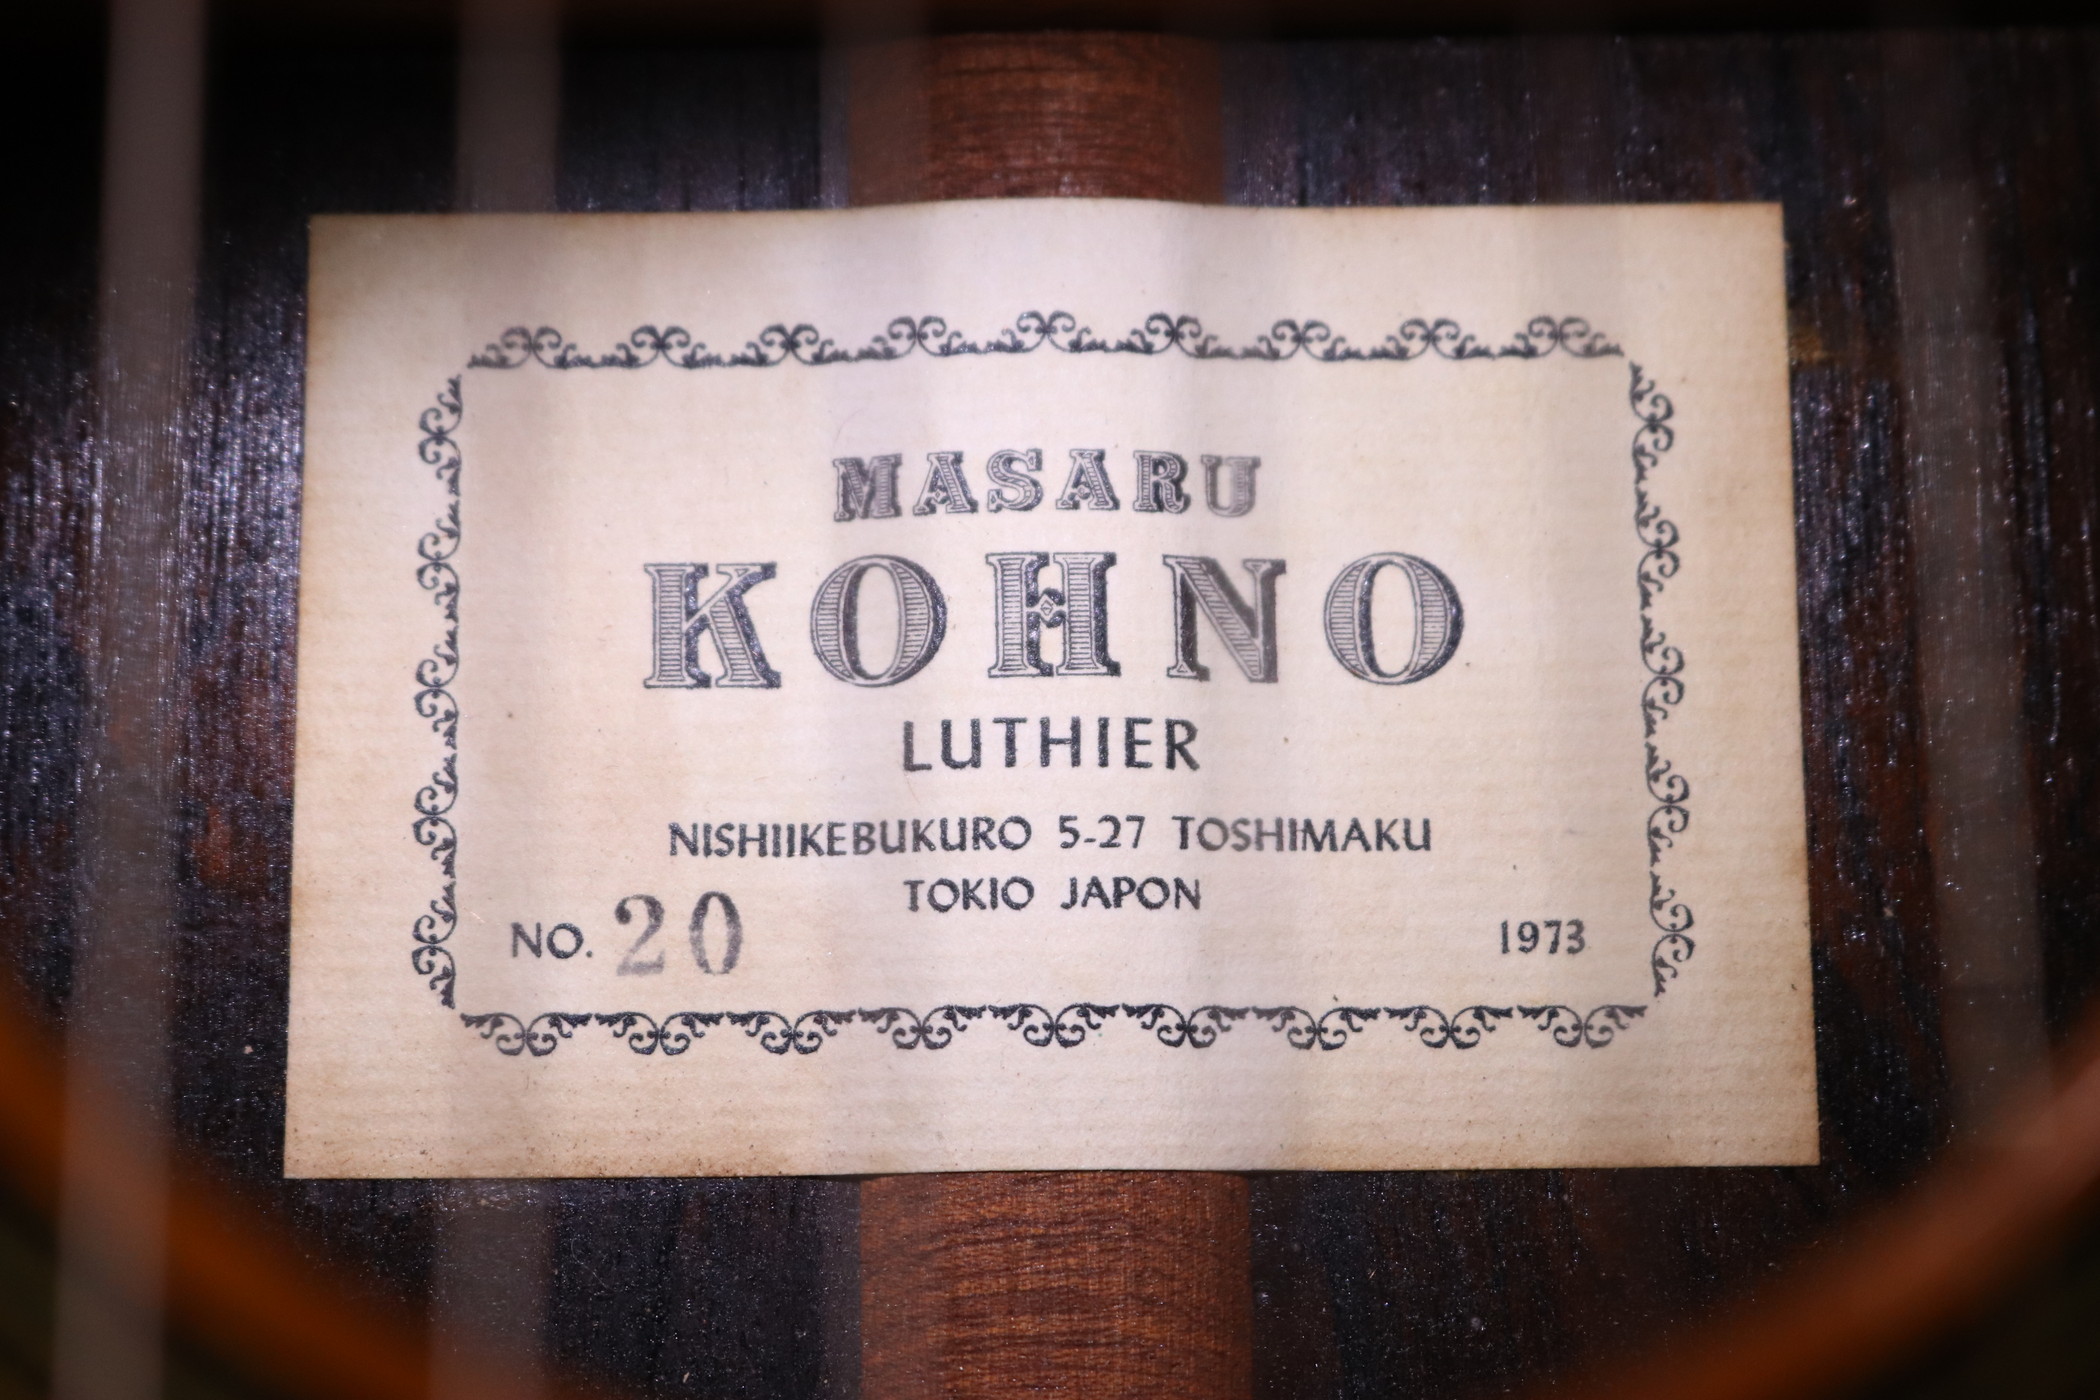 MASARU
KOHNO
LUTHIER
NISHIIKEBUKURO 5-27 TOSHIMAKU
TOKIO JAPON
NO. 20
1973